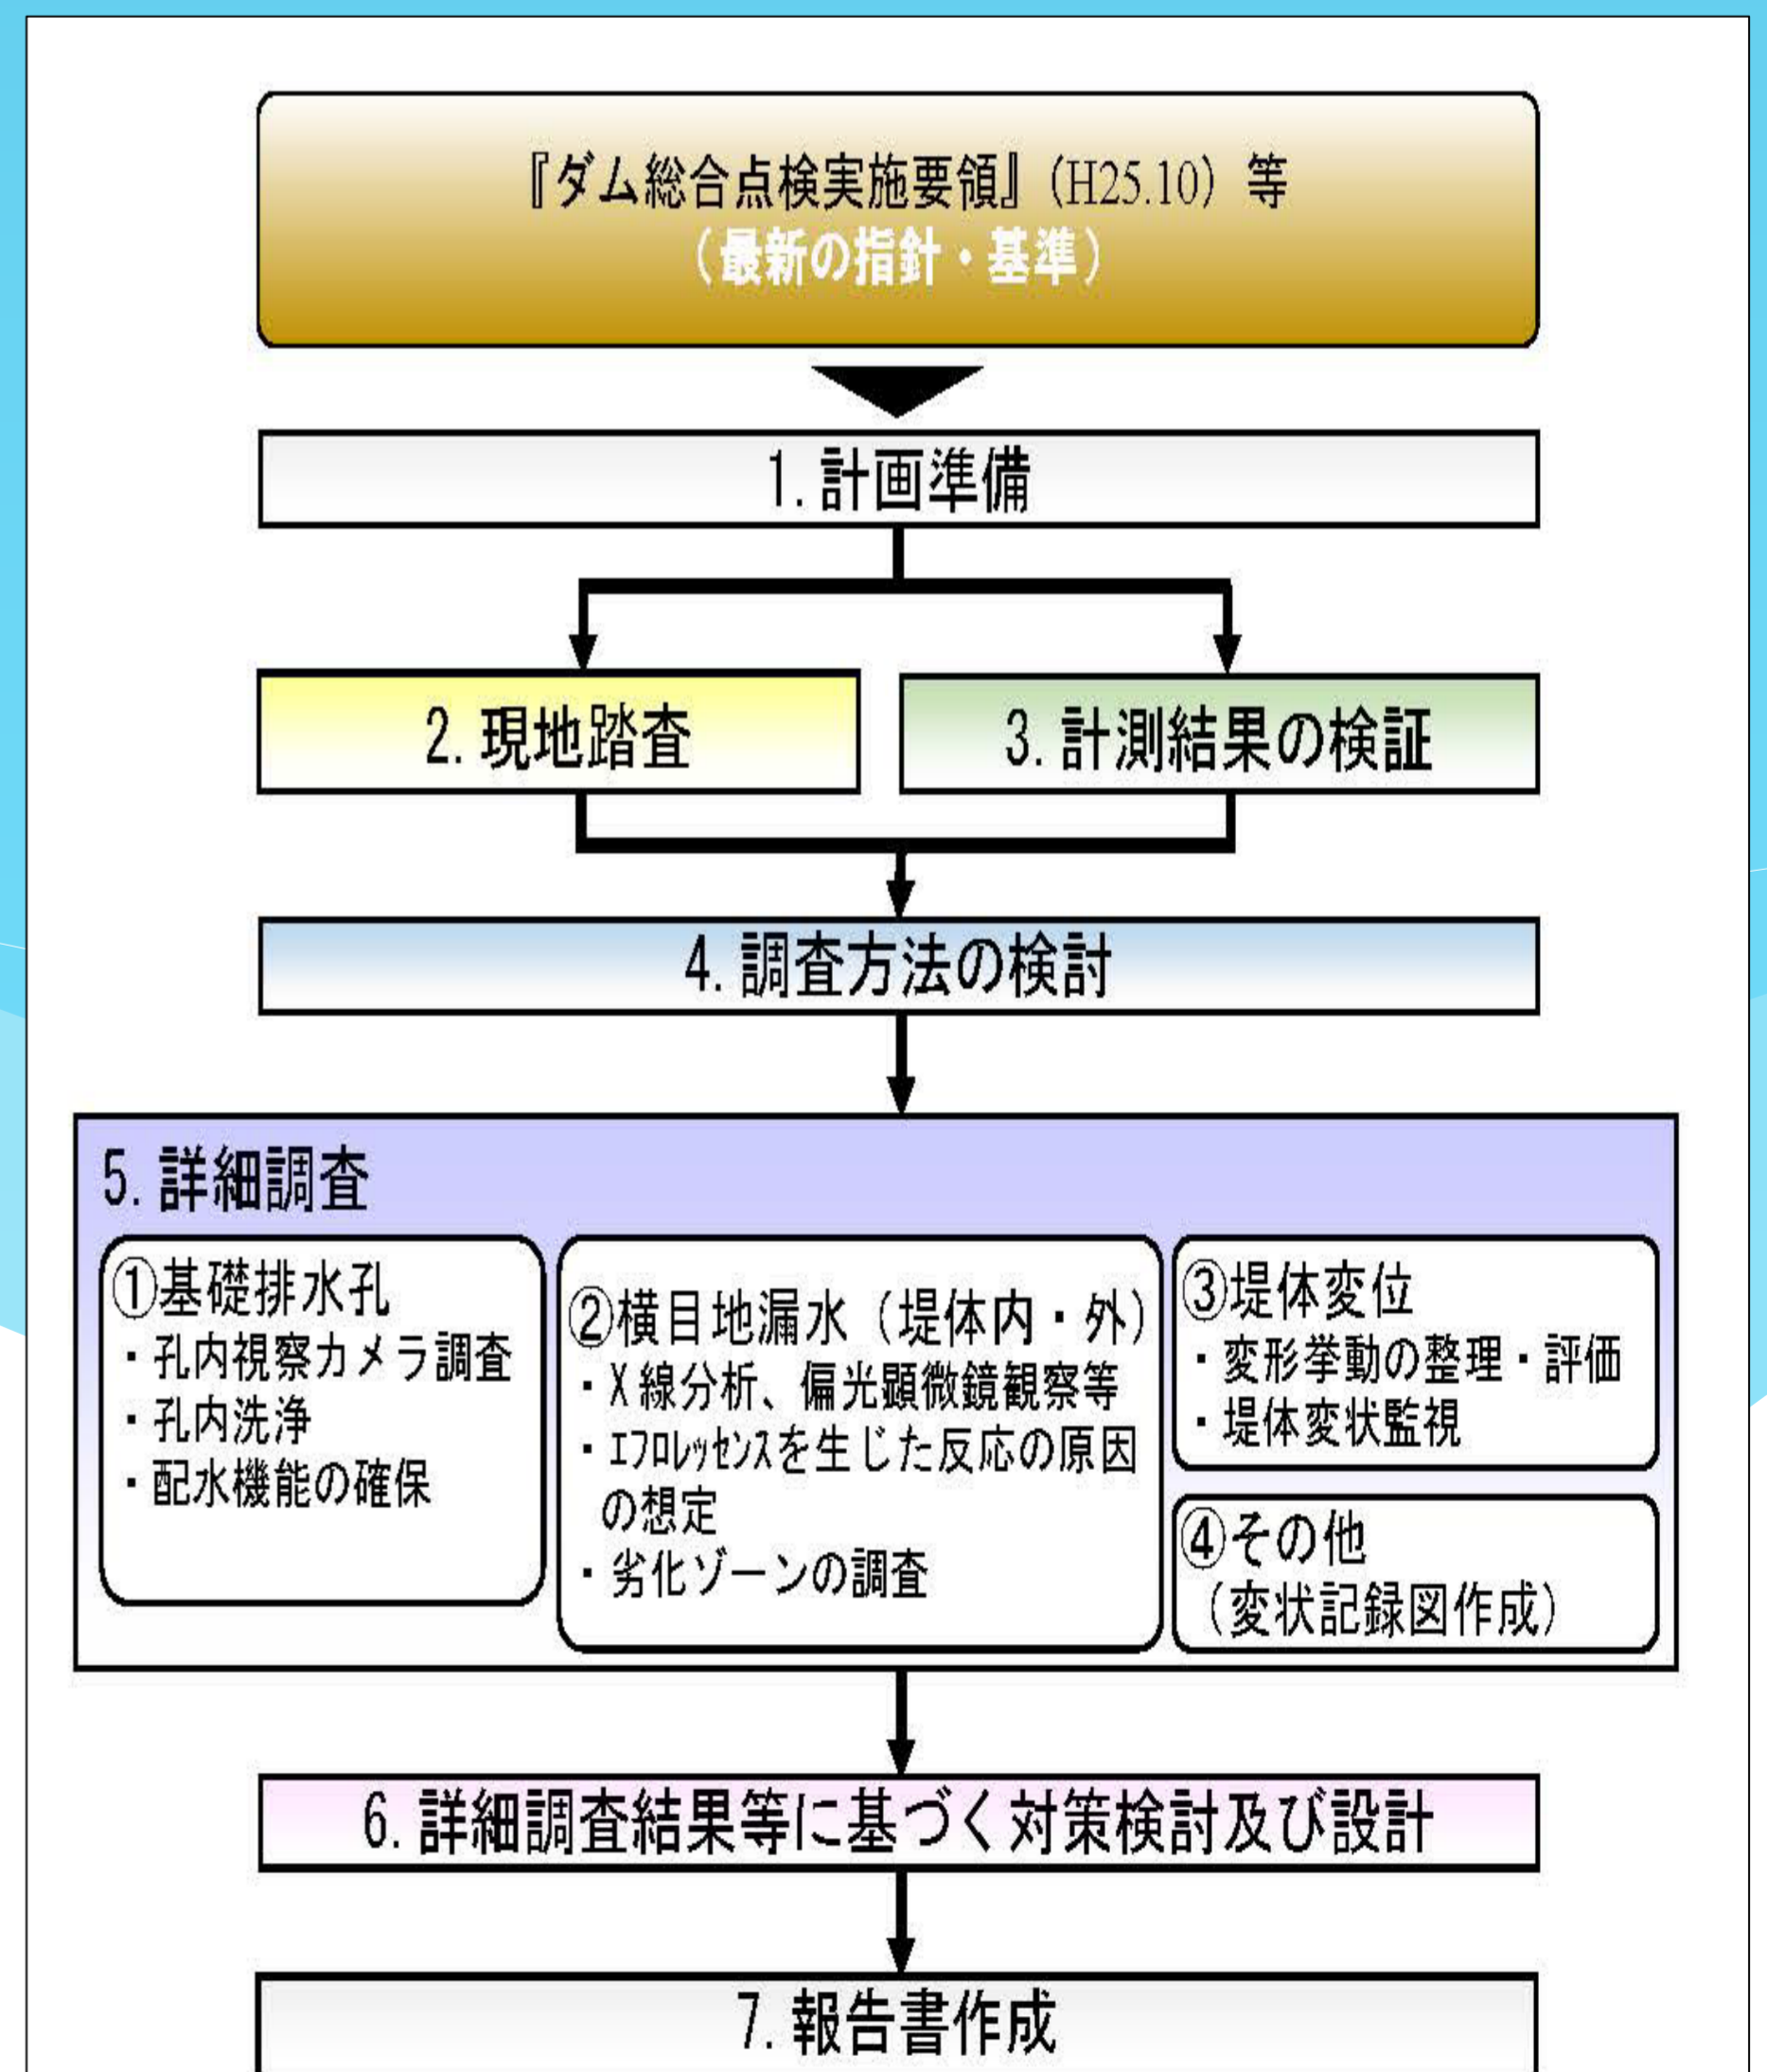 『ダム総合点検実施要領』（H25.10）等
（最新の指針・基準）
1.計画準備
2.現地踏査
3.計測結果の検証
4.調査方法の検討
5.詳細調査
①基礎排水孔
・孔内視察カメラ調査
・孔内洗浄
・配水機能の確保
②横目地漏水（堤体内・外）
・X線分析、偏光顕微鏡観察等
・ｴﾌﾛﾚｯｾﾝｽを生じた反応の原因
の想定
・劣化ゾーンの調査
③堤体変位
・変形挙動の整理・評価
・堤体変状監視
④その他
（変状記録図作成）
6.詳細調査結果等に基づく対策検討及び設計
7.報告書作成